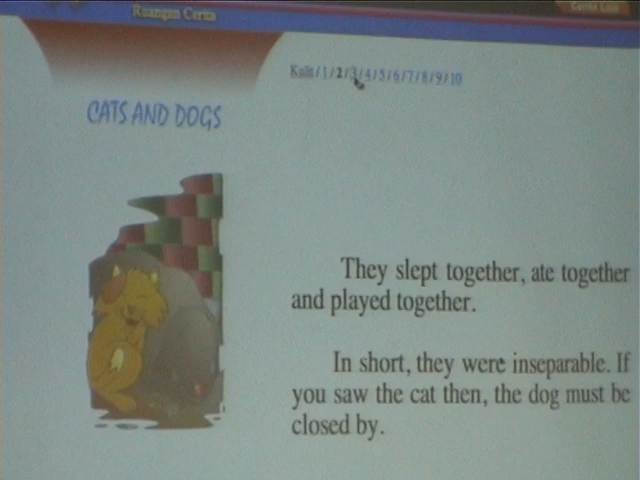 Ruangan Cerita
Cerita Lain
Kulit/1/2/3/4/5/6/7/8/9/10
CATS AND DOGS
They slept together, ate together
and played together.
In short, they were inseparable. If
you saw the cat then, the dog must be
closed by.